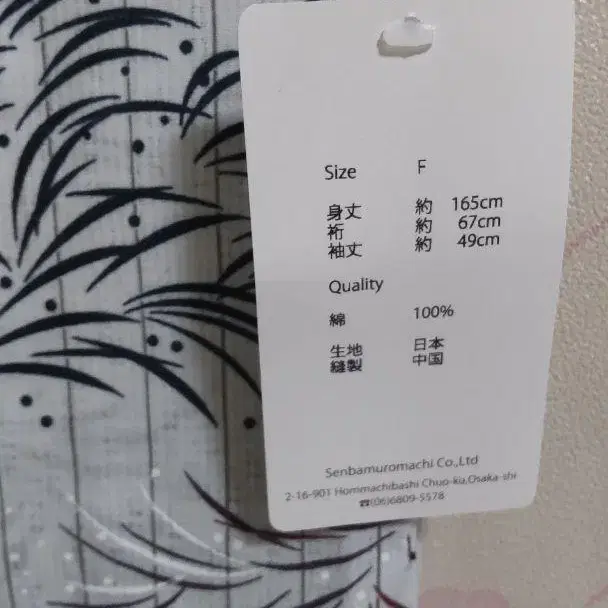 Size F
身丈 約 165cm
裄 約 67cm
袖丈 約 49cm
Quality
綿 100%
生地 日本
縫製 中国
Senbamuromachi Co.,Ltd
2-16-901 Hommachibashi Chuo-ku,Osaka-shi
☎(06)6809-5578